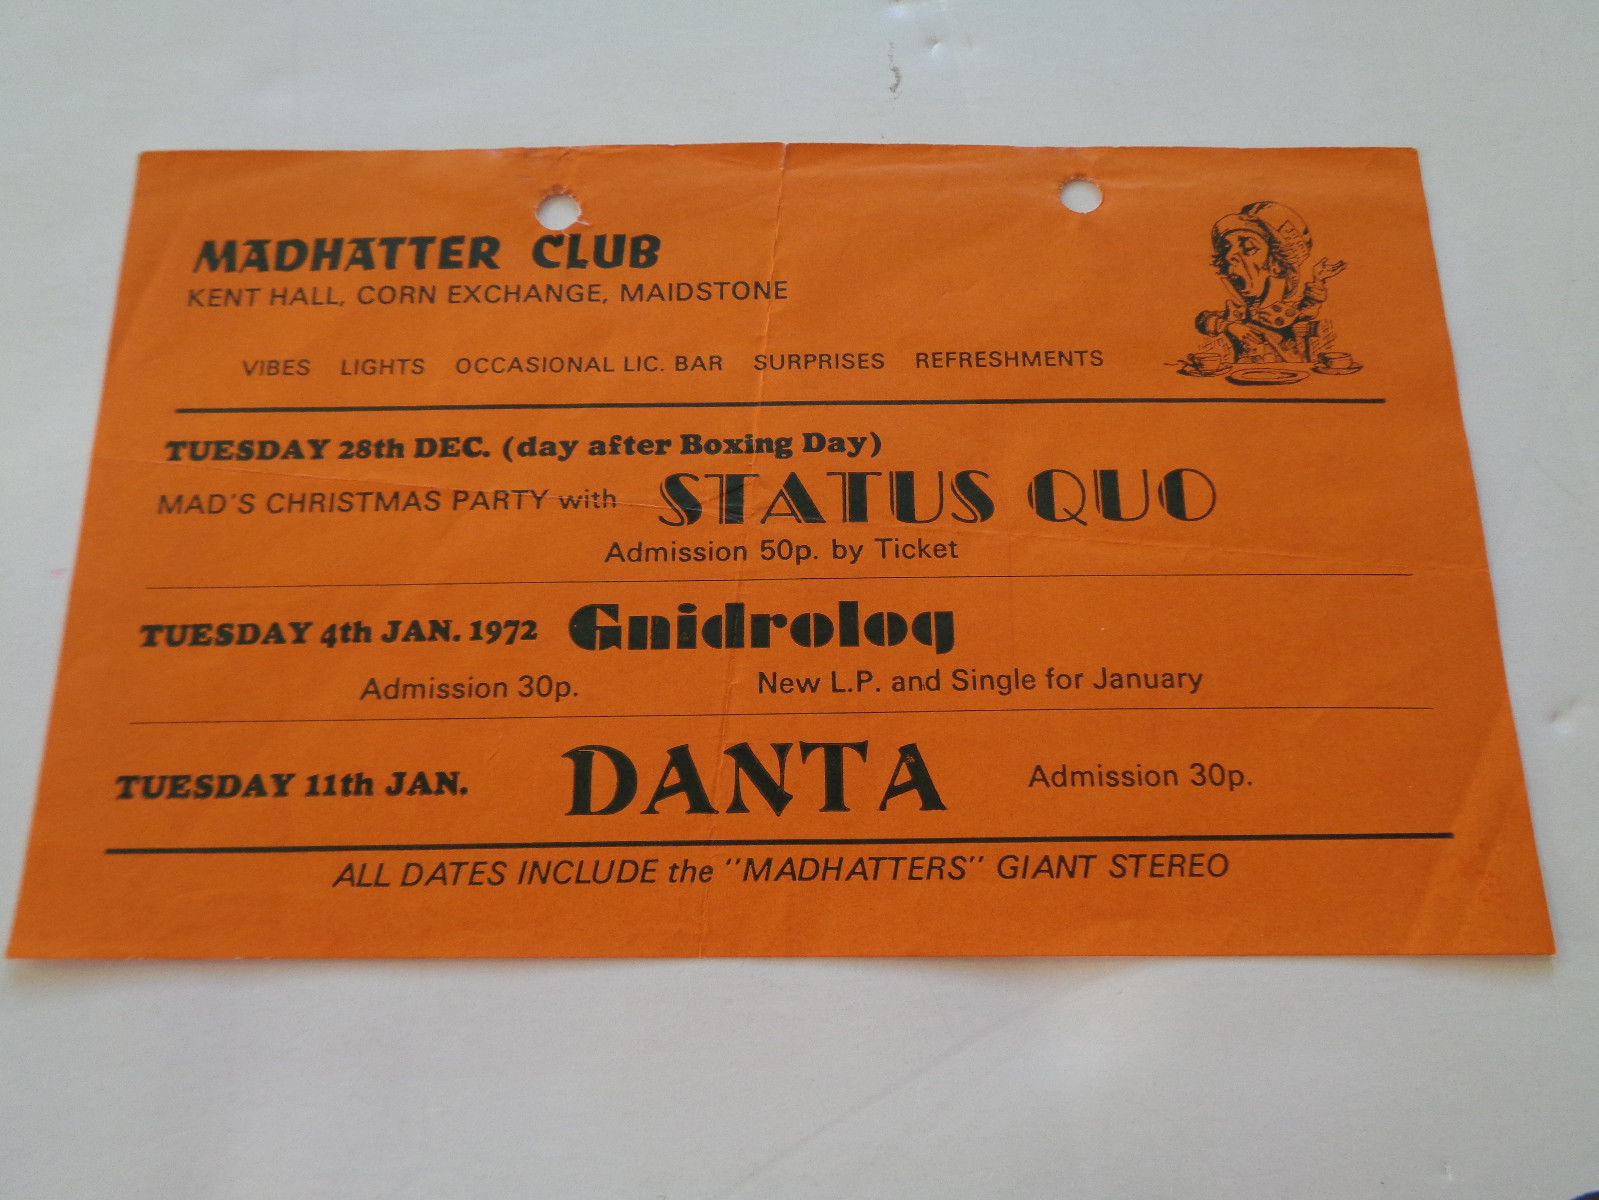 MADHATTER CLUB
KENT HALL, CORN EXCHANGE, MAIDSTONE
VIBES LIGHTS OCCASIONAL LIC. BAR SURPRISES REFRESHMENTS
TUESDAY 28th DEC. (day after Boxing Day)
MAD'S CHRISTMAS PARTY with STATUS QUO
Admission 50p. by Ticket
TUESDAY 4th JAN. 1972 Gnidrolog
Admission 30p. New L.P. and Single for January
TUESDAY 11th JAN. DANTA Admission 30p.
ALL DATES INCLUDE the "MADHATTERS" GIANT STEREO